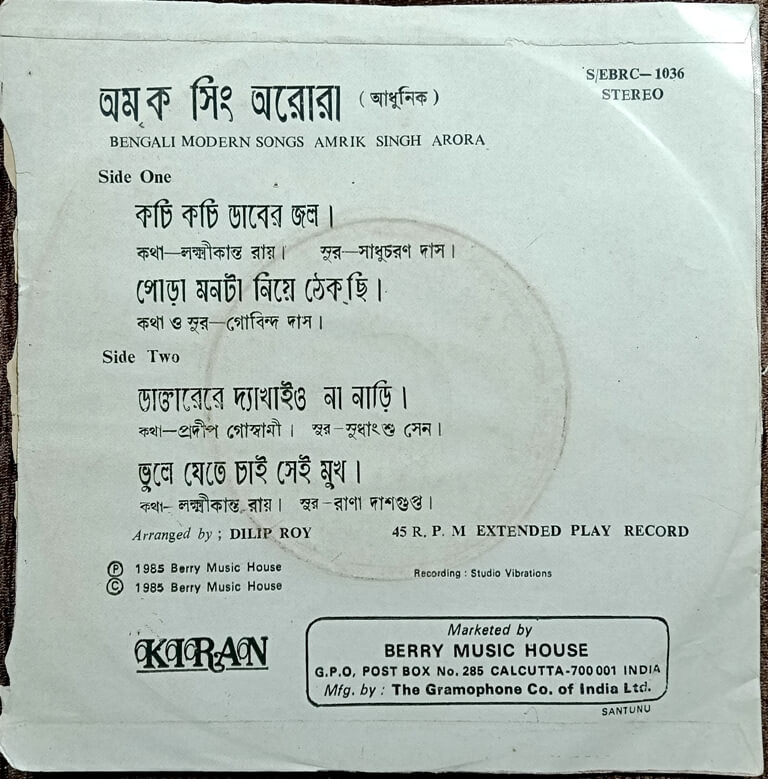 অমৃক সিং অরোরা (আধুনিক)
S/EBRC—1036
STEREO
BENGALI MODERN SONGS AMRIK SINGH ARORA
Side One
কচি কচি ডাবের জল।
কথা—লক্ষ্মীকান্ত রায়। সুর—সাধুচরণ দাস।
পোড়া মনটা নিয়ে ঠেক্‌ছি।
কথা ও সুর—গোবিন্দ দাস।
Side Two
ডাক্তারেরে দ্যাখাইও না নাড়ি।
কথা—প্রদীপ গোস্বামী। সুর—সুধাংশু সেন।
ভুলে যেতে চাই সেই মুখ।
কথা- লক্ষ্মীকান্ত রায়। সুর-রাণা দাশগুপ্ত।
Arranged by ; DILIP ROY 45 R. P. M EXTENDED PLAY RECORD
Ⓟ 1985 Berry Music House
© 1985 Berry Music House
Recording : Studio Vibrations
KIRAN
Marketed by
BERRY MUSIC HOUSE
G.P.O, POST BOX No. 285 CALCUTTA-700 001 INDIA
Mfg. by : The Gramophone Co. of India Ltd.
SANTUNU